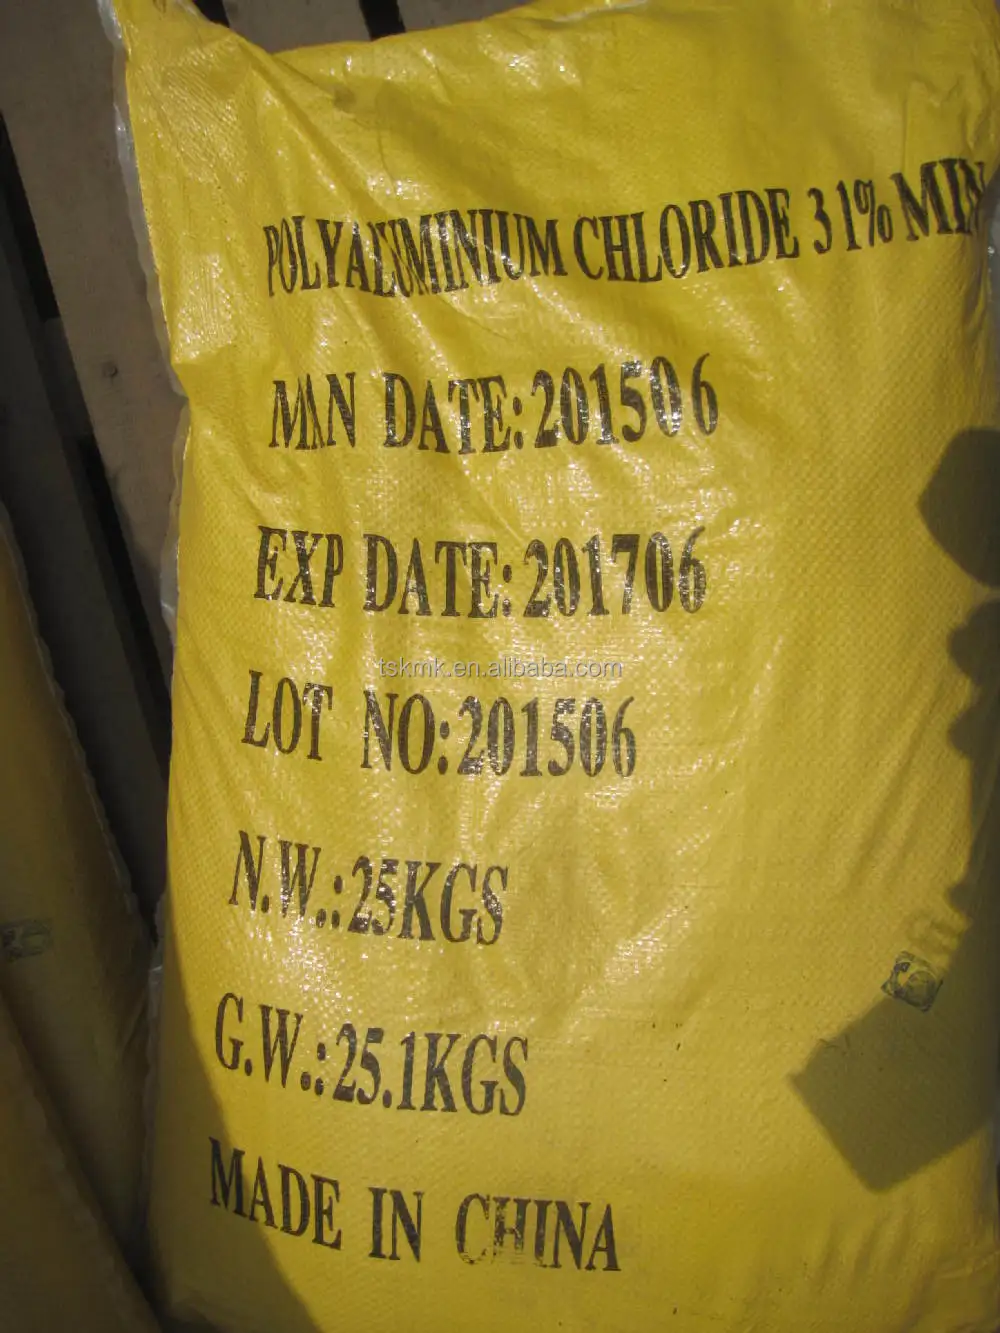 POLYALUMINIUM CHLORIDE 31% MIN
MAN DATE:201506
EXP DATE:201706
tskmk.en.alibaba.com
LOT NO:201506
N.W.:25KGS
G.W.:25.1KGS
MADE IN CHINA